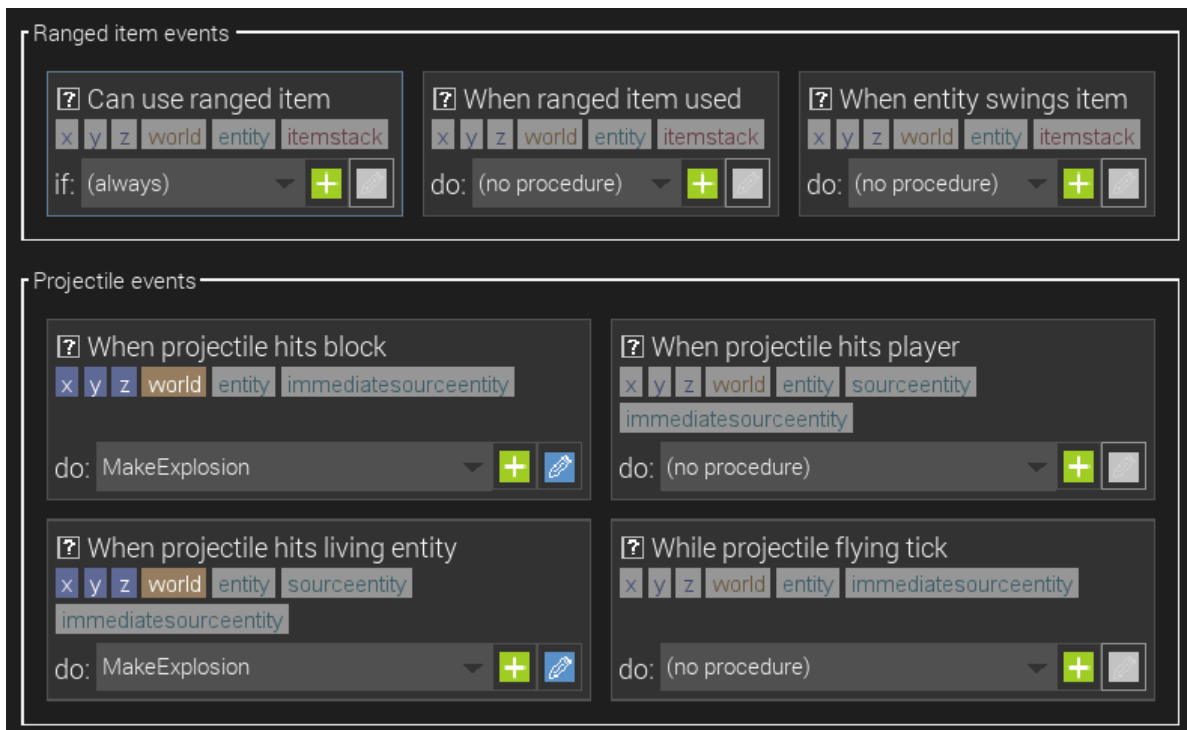 Ranged item events
? Can use ranged item
x y z world entity itemstack
if: (always)
? When ranged item used
x y z world entity itemstack
do: (no procedure)
? When entity swings item
x y z world entity itemstack
do: (no procedure)
Projectile events
? When projectile hits block
x y z world entity immediatesourceentity
do: MakeExplosion
? When projectile hits player
x y z world entity sourceentity
immediatesourceentity
do: (no procedure)
? When projectile hits living entity
x y z world entity sourceentity
immediatesourceentity
do: MakeExplosion
? While projectile flying tick
x y z world entity immediatesourceentity
do: (no procedure)